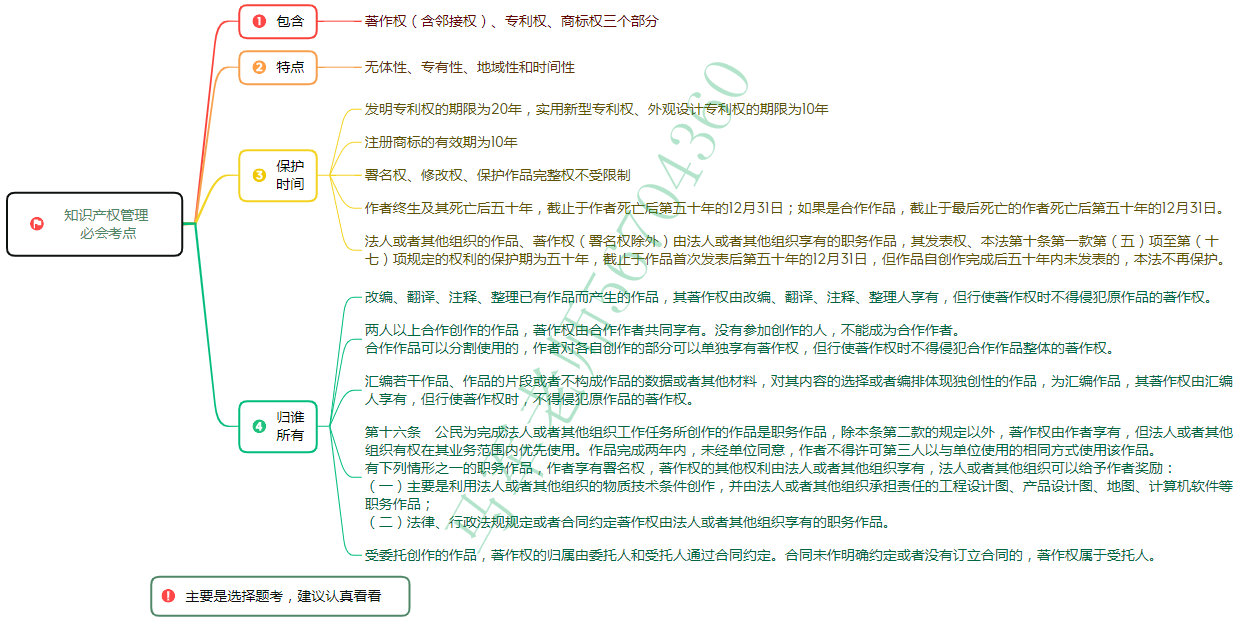 1 包含
著作权（含邻接权）、专利权、商标权三个部分
2 特点
无体性、专有性、地域性和时间性
发明专利权的期限为20年，实用新型专利权、外观设计专利权的期限为10年
注册商标的有效期为10年
3 保护
时间
署名权、修改权、保护作品完整权不受限制
知识产权管理
必会考点
作者终生及其死亡后五十年，截止于作者死亡后第五十年的12月31日；如果是合作作品，截止于最后死亡的作者死亡后第五十年的12月31日。
法人或者其他组织的作品、著作权（署名权除外）由法人或者其他组织享有的职务作品，其发表权、本法第十条第一款第（五）项至第（十
七）项规定的权利的保护期为五十年，截止于作品首次发表后第五十年的12月31日，但作品自创作完成后五十年内未发表的，本法不再保护。
改编、翻译、注释、整理已有作品而产生的作品，其著作权由改编、翻译、注释、整理人享有，但行使著作权时不得侵犯原作品的著作权。
两人以上合作创作的作品，著作权由合作作者共同享有。没有参加创作的人，不能成为合作作者。
合作作品可以分割使用的，作者对各自创作的部分可以单独享有著作权，但行使著作权时不得侵犯合作作品整体的著作权。
汇编若干作品、作品的片段或者不构成作品的数据或者其他材料，对其内容的选择或者编排体现独创性的作品，为汇编作品，其著作权由汇编
人享有，但行使著作权时，不得侵犯原作品的著作权。
4 归谁
所有
第十六条　公民为完成法人或者其他组织工作任务所创作的作品是职务作品，除本条第二款的规定以外，著作权由作者享有，但法人或者其他
组织有权在其业务范围内优先使用。作品完成两年内，未经单位同意，作者不得许可第三人以与单位使用的相同方式使用该作品。
有下列情形之一的职务作品，作者享有署名权，著作权的其他权利由法人或者其他组织享有，法人或者其他组织可以给予作者奖励：
（一）主要是利用法人或者其他组织的物质技术条件创作，并由法人或者其他组织承担责任的工程设计图、产品设计图、地图、计算机软件等
职务作品；
（二）法律、行政法规规定或者合同约定著作权由法人或者其他组织享有的职务作品。
受委托创作的作品，著作权的归属由委托人和受托人通过合同约定。合同未作明确约定或者没有订立合同的，著作权属于受托人。
! 主要是选择题考，建议认真看看
马军老师56704360